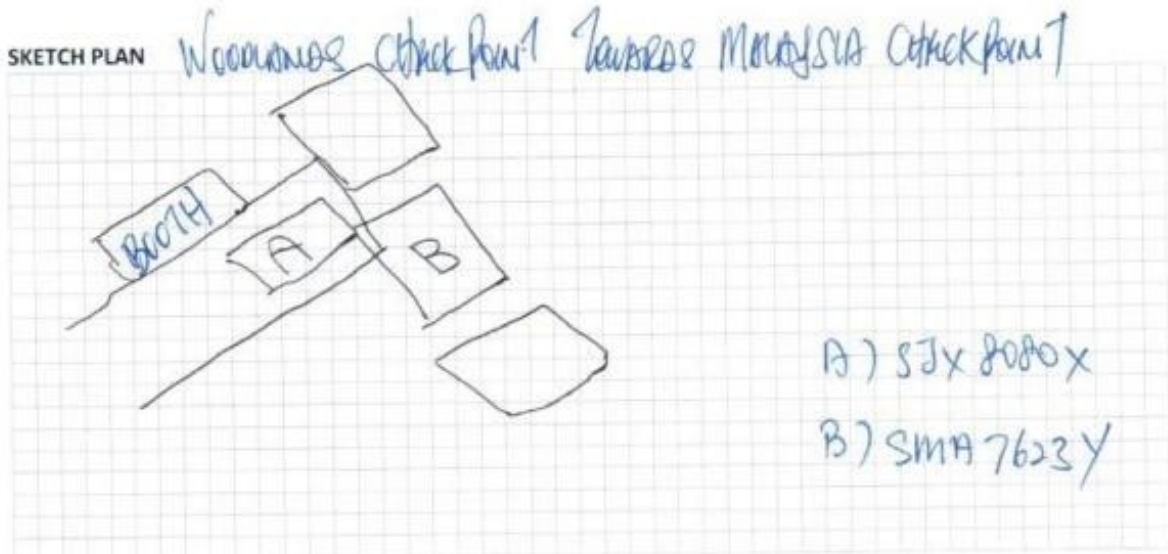 SKETCH PLAN WOODLANDS CHECKPOINT TOWARDS MALAYSIA CHECKPOINT
BOOTH
A
B
A) SJX 8080X
B) SMA 7623Y